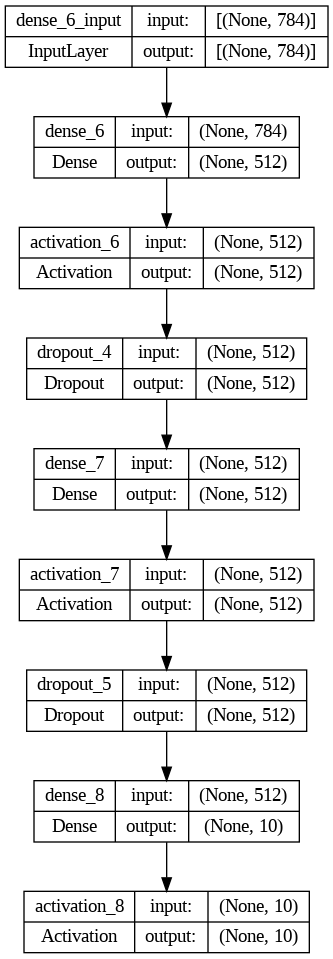 dense_6_input input: [(None, 784)]
InputLayer output: [(None, 784)]
dense_6 input: (None, 784)
Dense output: (None, 512)
activation_6 input: (None, 512)
Activation output: (None, 512)
dropout_4 input: (None, 512)
Dropout output: (None, 512)
dense_7 input: (None, 512)
Dense output: (None, 512)
activation_7 input: (None, 512)
Activation output: (None, 512)
dropout_5 input: (None, 512)
Dropout output: (None, 512)
dense_8 input: (None, 512)
Dense output: (None, 10)
activation_8 input: (None, 10)
Activation output: (None, 10)